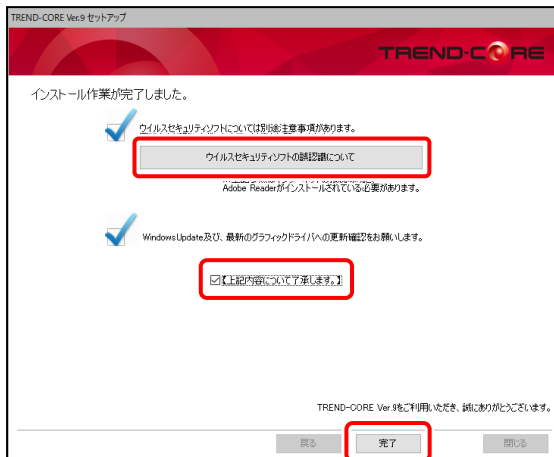 TREND-CORE Ver.9 セットアップ
TREND-CORE
インストール作業が完了しました。
ウイルスセキュリティソフトについては別途注意事項があります。
ウイルスセキュリティソフトの誤認識について
Adobe Readerがインストールされている必要があります。
WindowsUpdate及び、最新のグラフィックドライバへの更新確認をお願いします。
【上記内容について了承します。】
TREND-CORE Ver.9をご利用いただき、誠にありがとうございます。
戻る 完了 閉じる